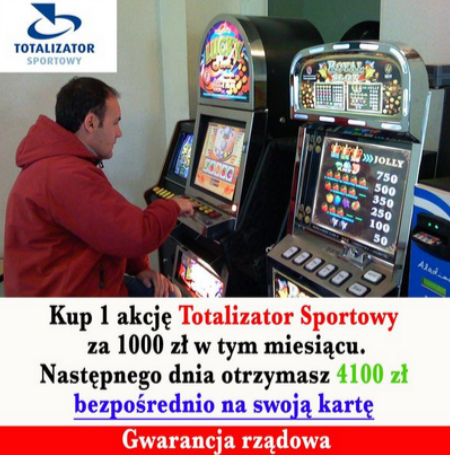 TOTALIZATOR
SPORTOWY
LUCKY
ROYAL
SLOT
JOLLY
750
500
350
250
100
50
Kup 1 akcję Totalizator Sportowy
za 1000 zł w tym miesiącu.
Następnego dnia otrzymasz 4100 zł
bezpośrednio na swoją kartę
Gwarancja rządowa